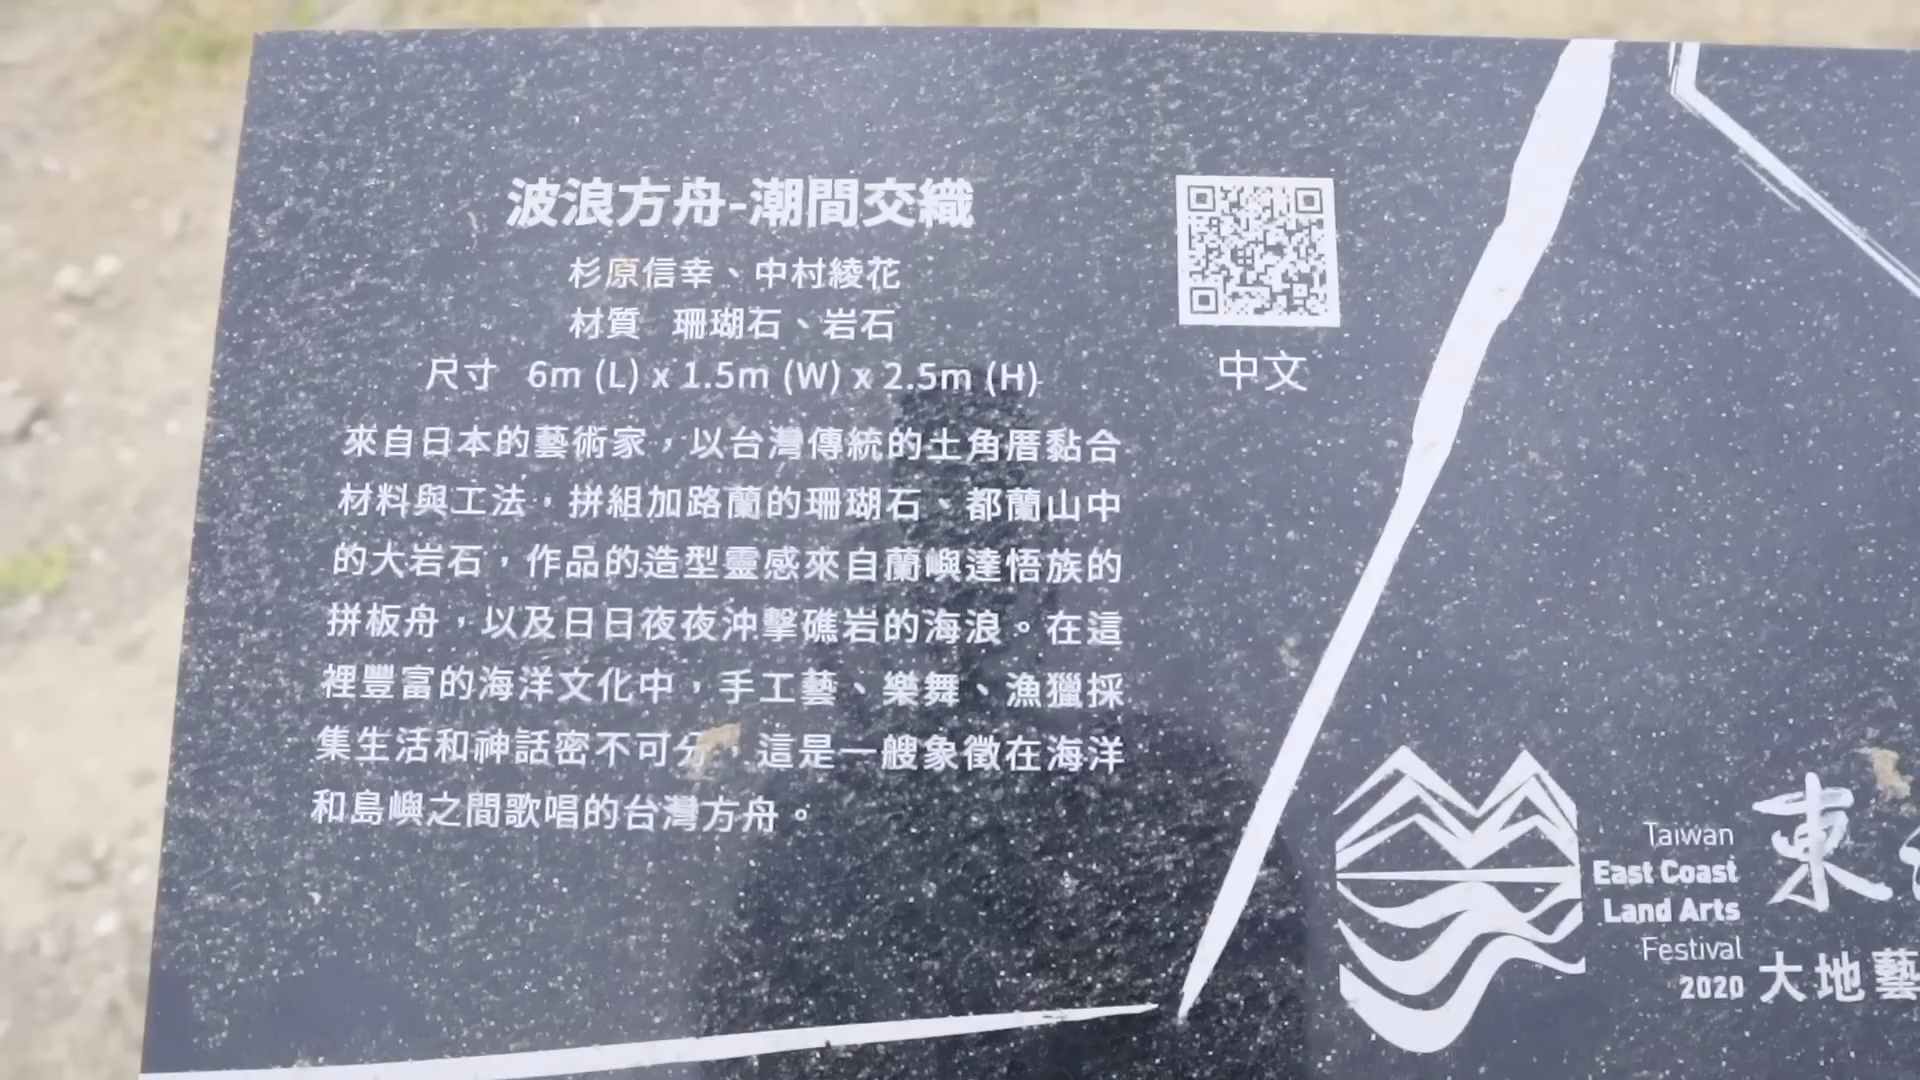 波浪方舟-潮間交織
杉原信幸、中村綾花
材質 珊瑚石、岩石
尺寸 6m (L) x 1.5m (W) x 2.5m (H)
來自日本的藝術家，以台灣傳統的土角厝黏合
材料與工法，拼組加路蘭的珊瑚石、都蘭山中
的大岩石，作品的造型靈感來自蘭嶼達悟族的
拼板舟，以及日日夜夜沖擊礁岩的海浪。在這
裡豐富的海洋文化中，手工藝、樂舞、漁獵採
集生活和神話密不可分，這是一艘象徵在海洋
和島嶼之間歌唱的台灣方舟。
中文
Taiwan
East Coast
Land Arts
Festival
2020
東
大地藝